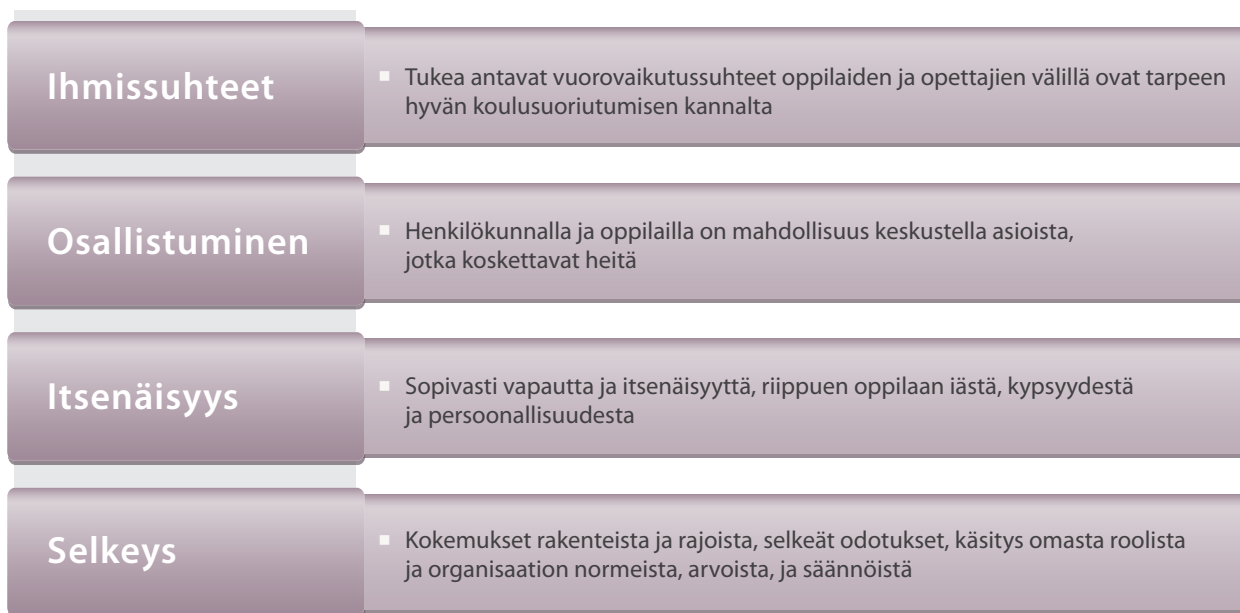 Ihmissuhteet
▪ Tukea antavat vuorovaikutussuhteet oppilaiden ja opettajien välillä ovat tarpeen
hyvän koulusuoriutumisen kannalta
Osallistuminen
▪ Henkilökunnalla ja oppilailla on mahdollisuus keskustella asioista,
jotka koskettavat heitä
Itsenäisyys
▪ Sopivasti vapautta ja itsenäisyyttä, riippuen oppilaan iästä, kypsyydestä
ja persoonallisuudesta
Selkeys
▪ Kokemukset rakenteista ja rajoista, selkeät odotukset, käsitys omasta roolista
ja organisaation normeista, arvoista, ja säännöistä